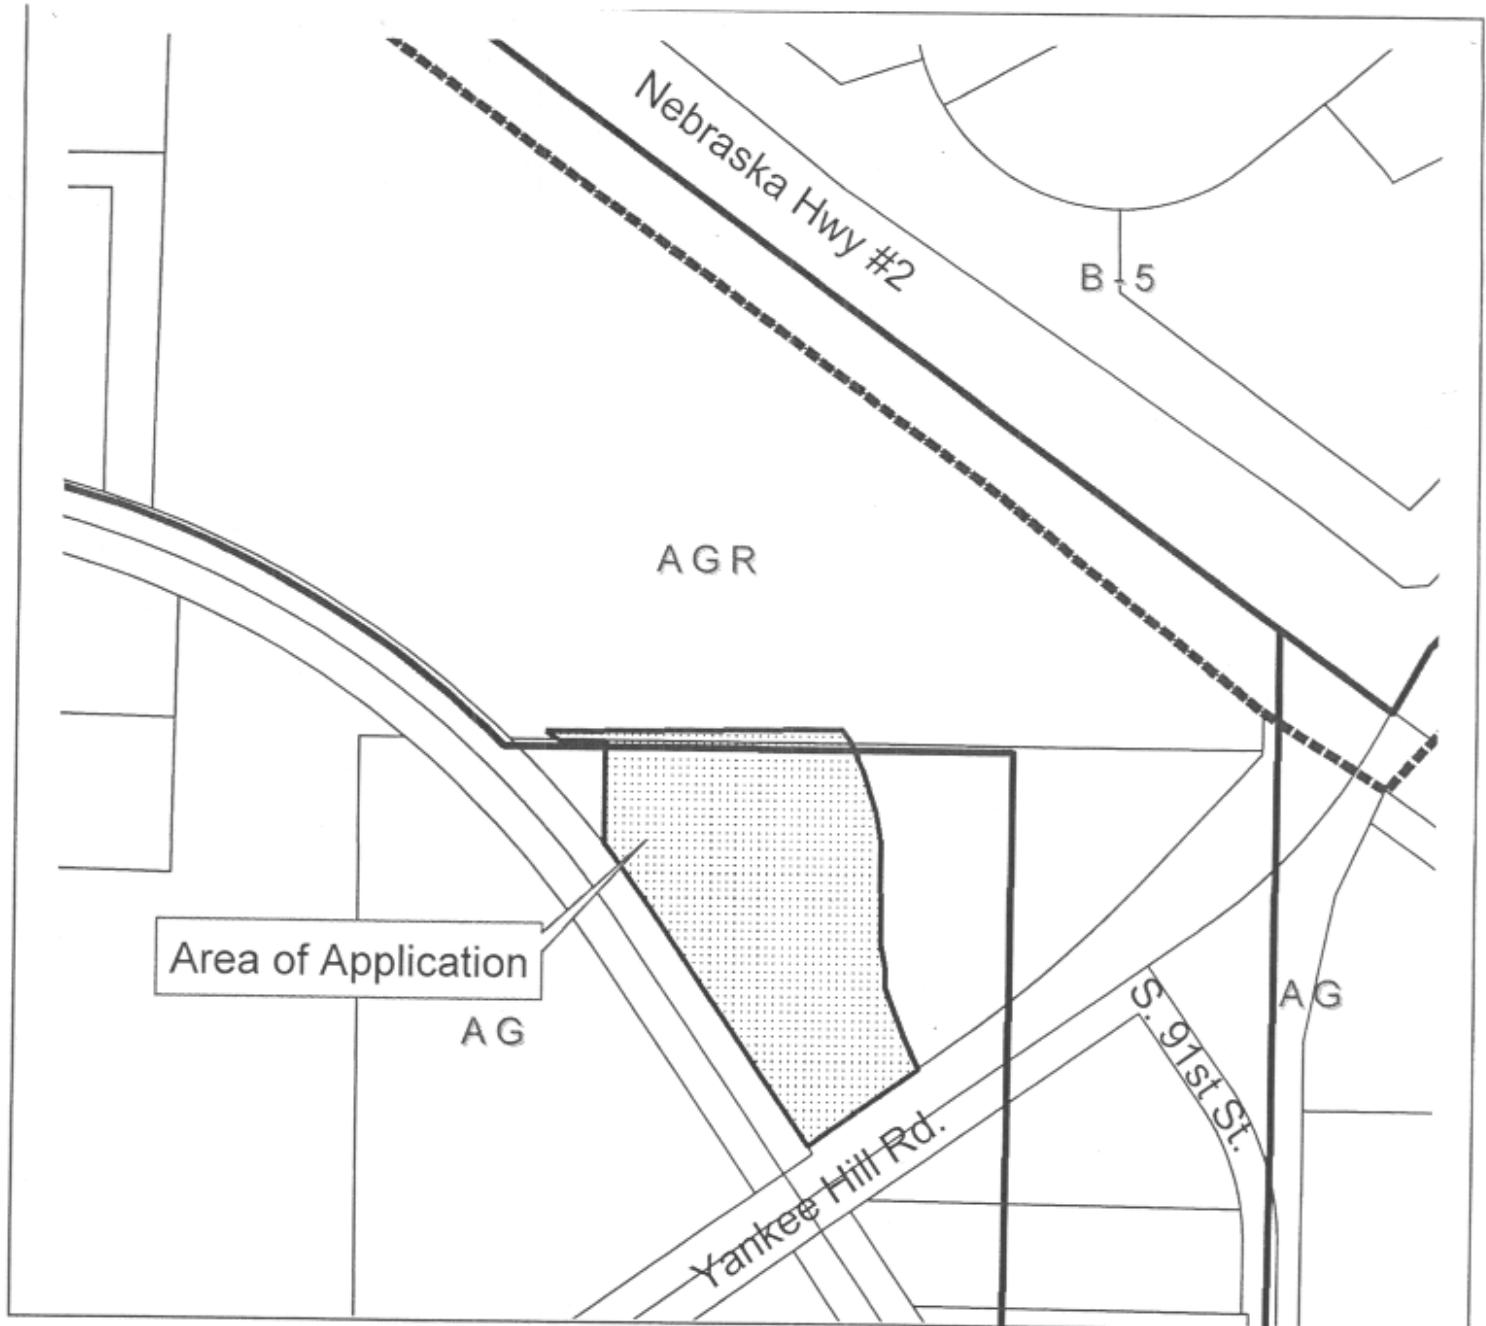 Nebraska Hwy #2
B-5
AGR
Area of Application
AG
AG
S. 91st St.
Yankee Hill Rd.